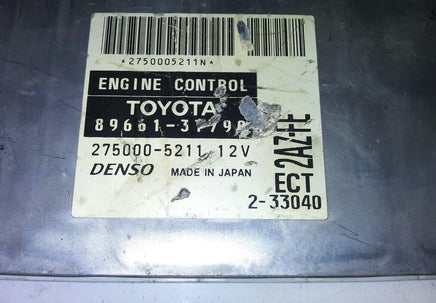 *2750005211N*
ENGINE CONTROL
TOYOTA
275000-5211 12V
DENSO MADE IN JAPAN
2AZ-FE
ECT
2-33040